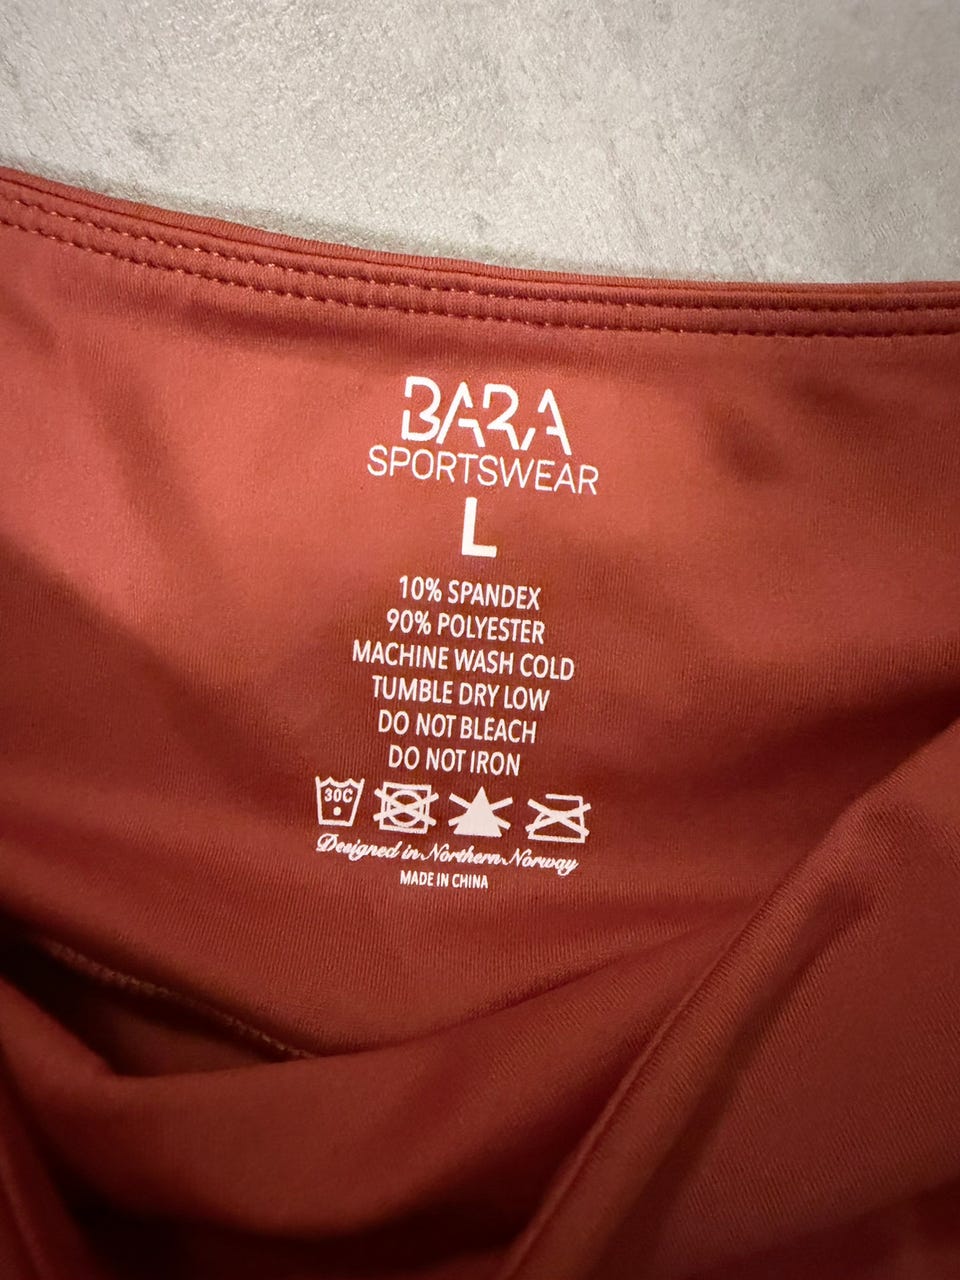 BARA
SPORTSWEAR
L
10% SPANDEX
90% POLYESTER
MACHINE WASH COLD
TUMBLE DRY LOW
DO NOT BLEACH
DO NOT IRON
30C
Designed in Northern Norway
MADE IN CHINA